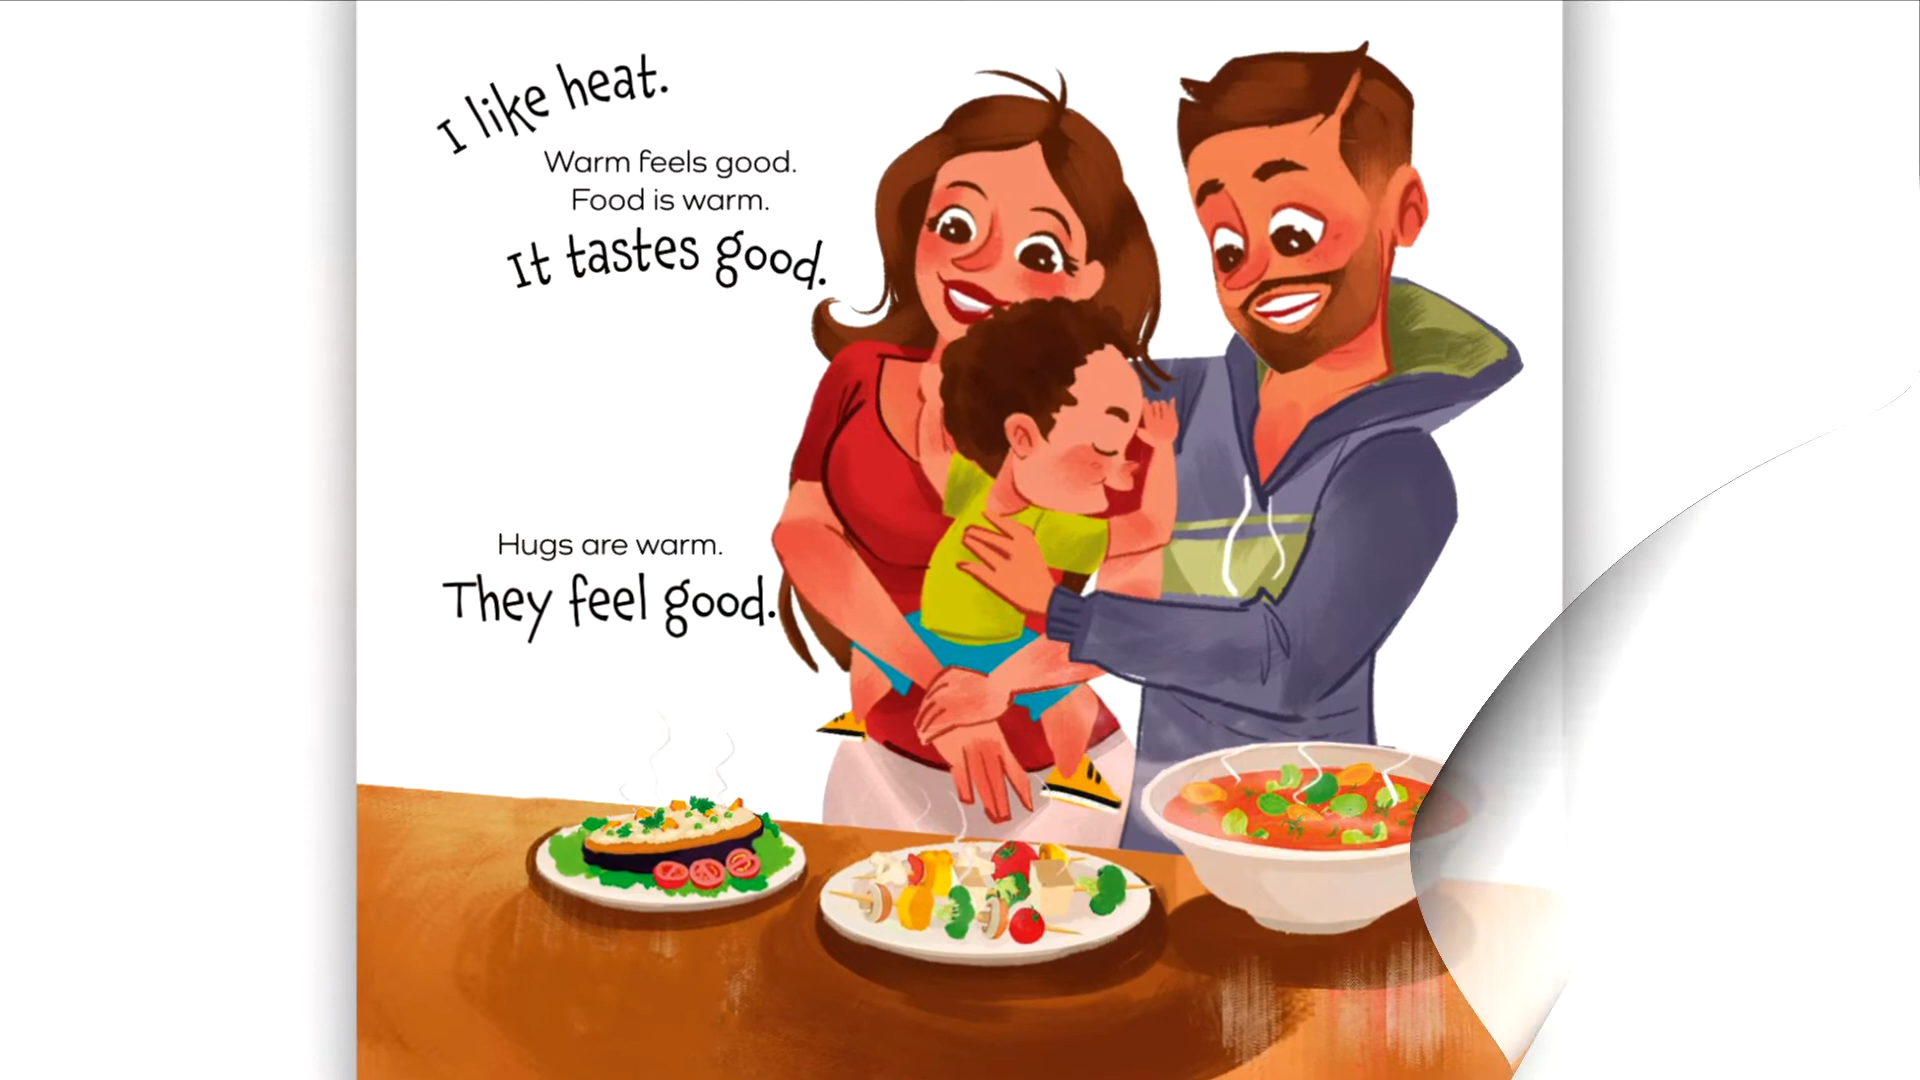 I like heat.
Warm feels good.
Food is warm.
It tastes good.
Hugs are warm.
They feel good.